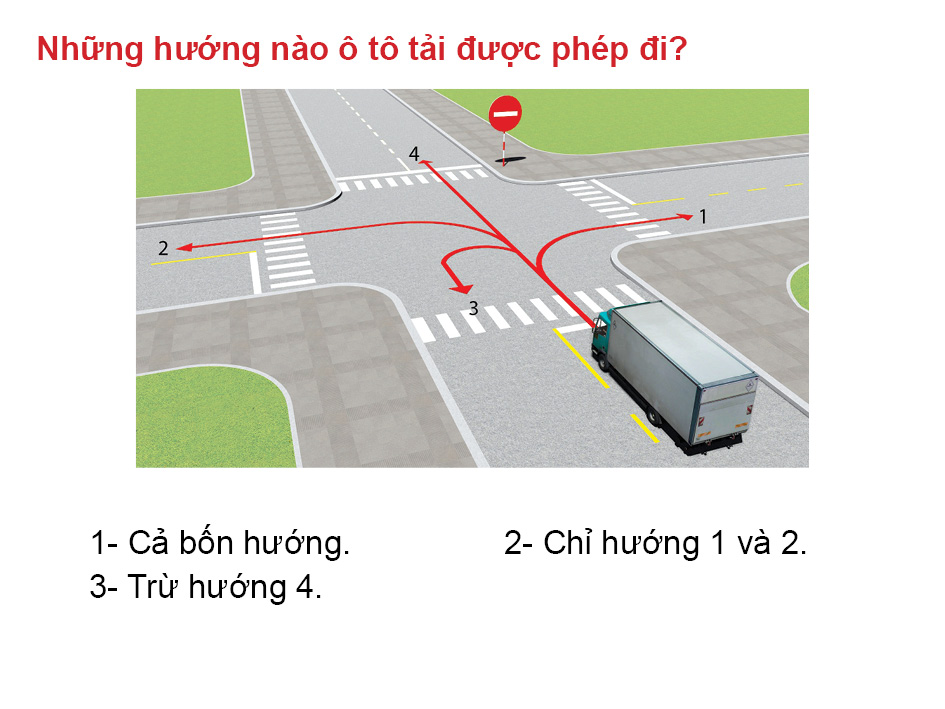 Những hướng nào ô tô tải được phép đi?
4
1
2
3
1- Cả bốn hướng. 2- Chỉ hướng 1 và 2.
3- Trừ hướng 4.